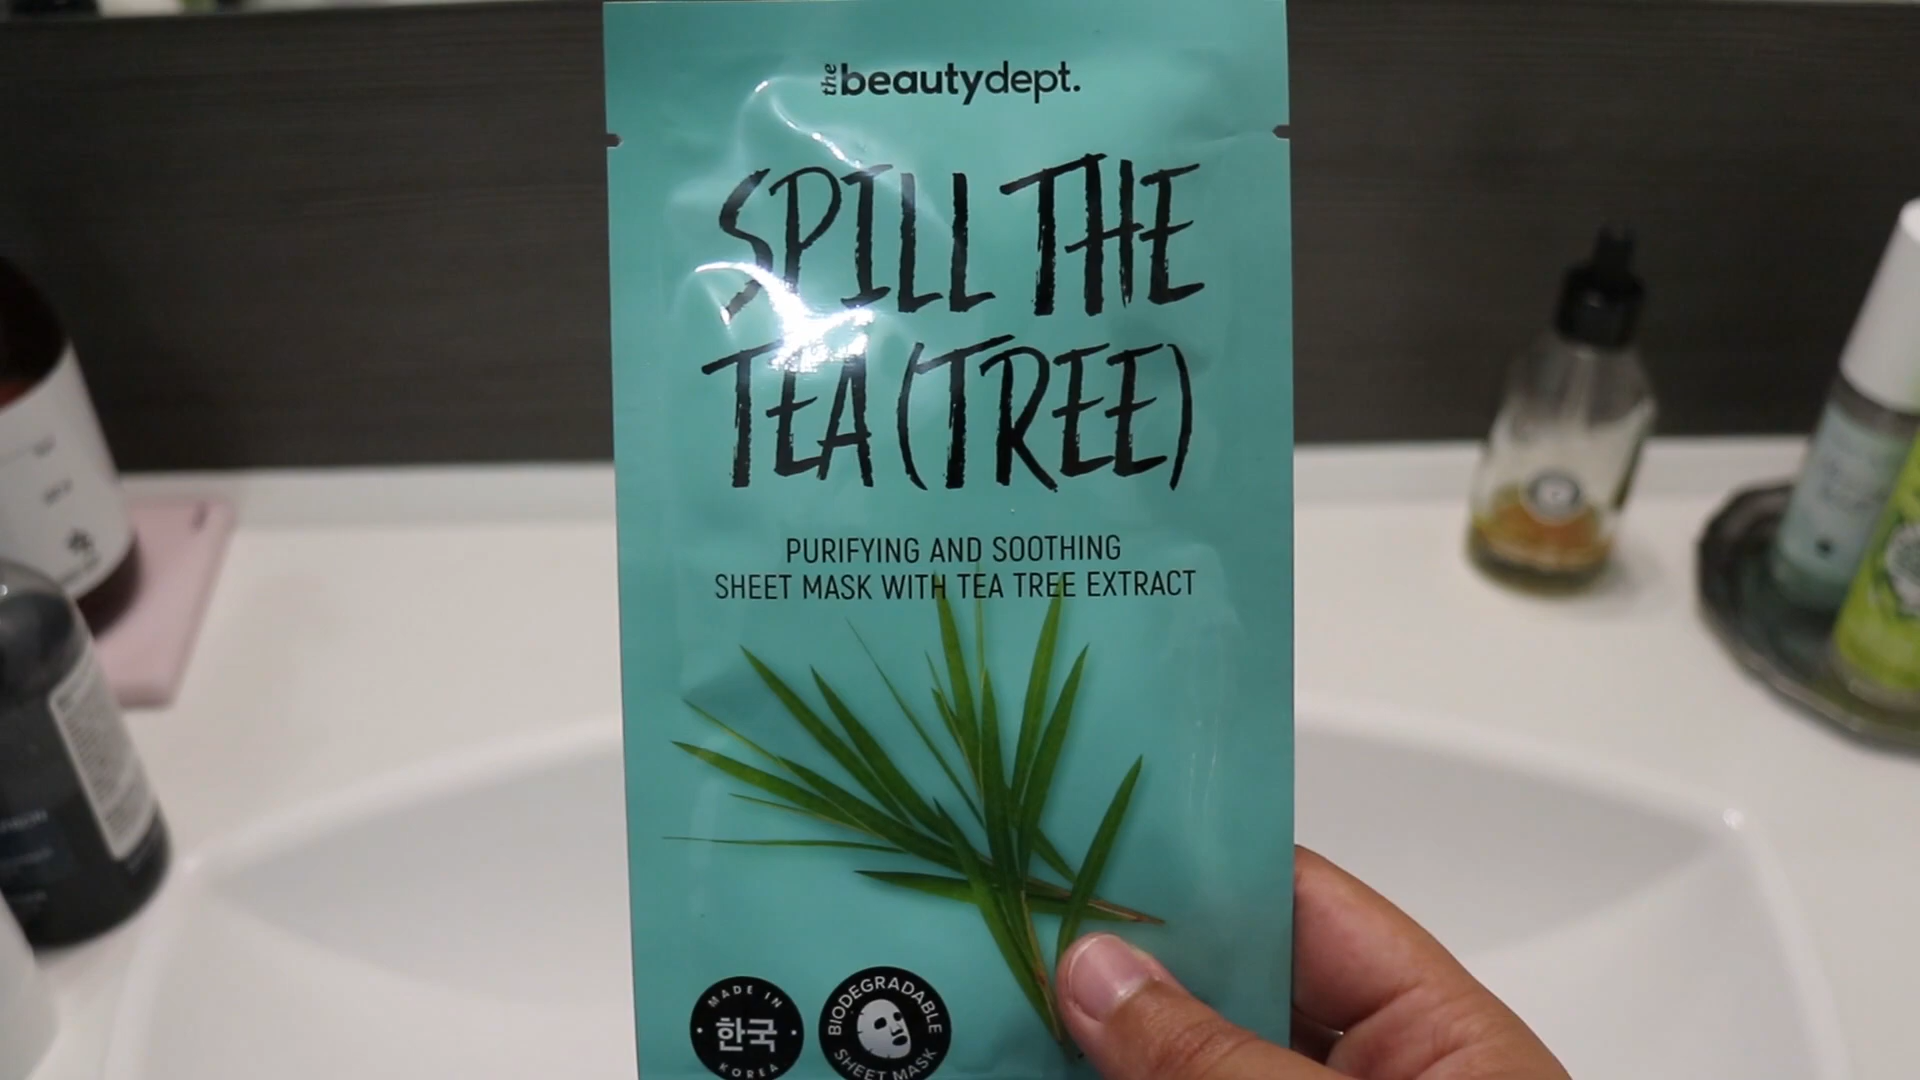 the beautydept.
SPILL THE
TEA (TREE)
PURIFYING AND SOOTHING
SHEET MASK WITH TEA TREE EXTRACT
MADE IN
한국
KOREA
BIODEGRADABLE
SHEET MASK